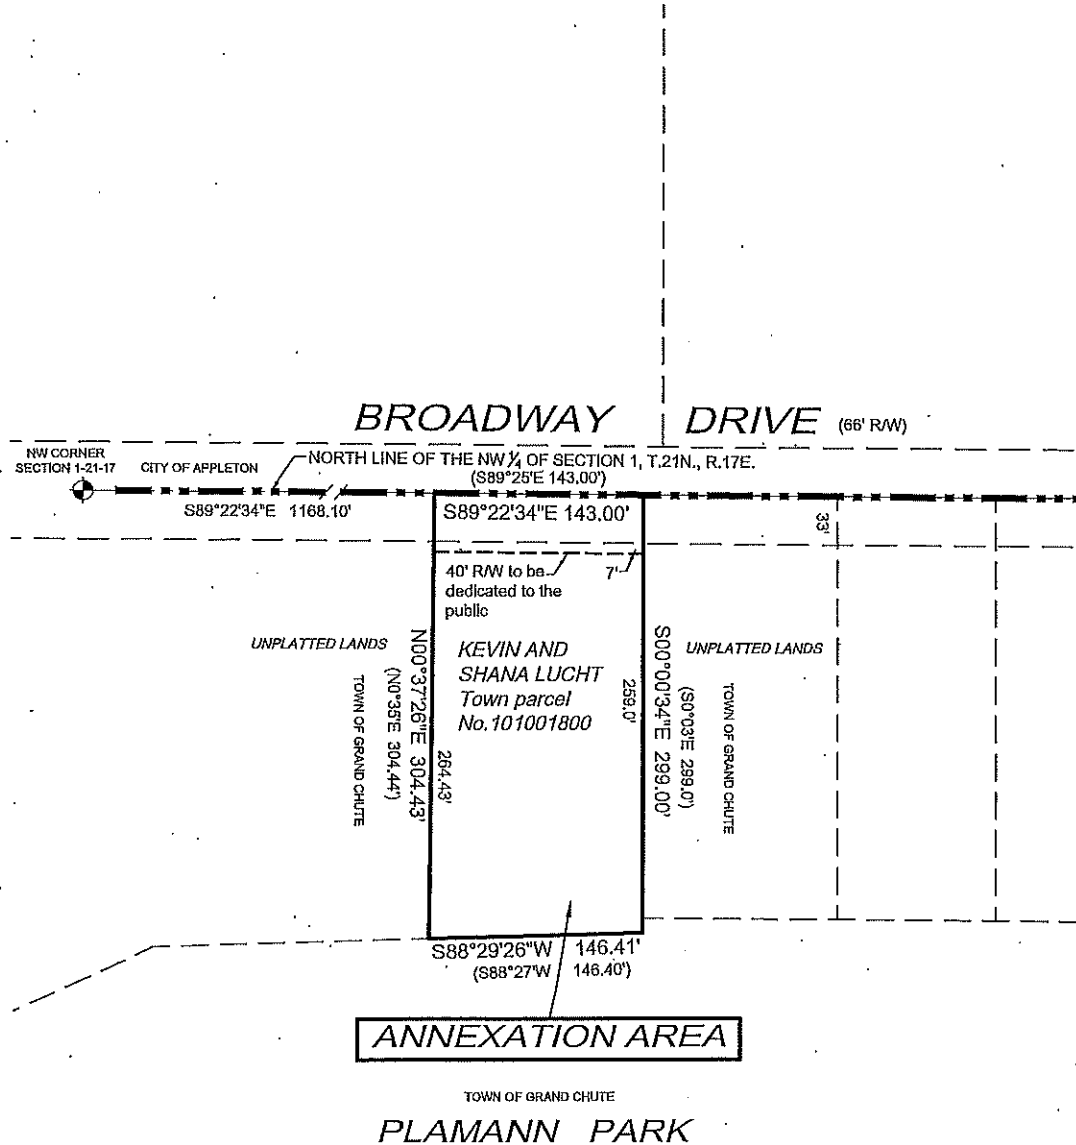 BROADWAY DRIVE (66' R/W)
NW CORNER
SECTION 1-21-17
CITY OF APPLETON
NORTH LINE OF THE NW 1/4 OF SECTION 1, T.21N., R.17E.
(S89°25'E 143.00')
S89°22'34"E 1168.10'
S89°22'34"E 143.00'
33'
40' R/W to be
dedicated to the
public
7'
UNPLATTED LANDS
TOWN OF GRAND CHUTE
(N0°35'E 304.44')
N00°37'26"E 304.43'
264.43'
KEVIN AND
SHANA LUCHT
Town parcel
No.101001800
259.0'
S00°00'34"E 299.00'
(S0°03'E 299.0')
UNPLATTED LANDS
TOWN OF GRAND CHUTE
S88°29'26"W 146.41'
(S88°27'W 146.40')
ANNEXATION AREA
TOWN OF GRAND CHUTE
PLAMANN PARK